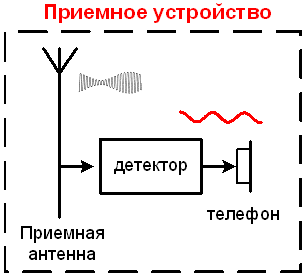 Приемное устройство
детектор
телефон
Приемная
антенна